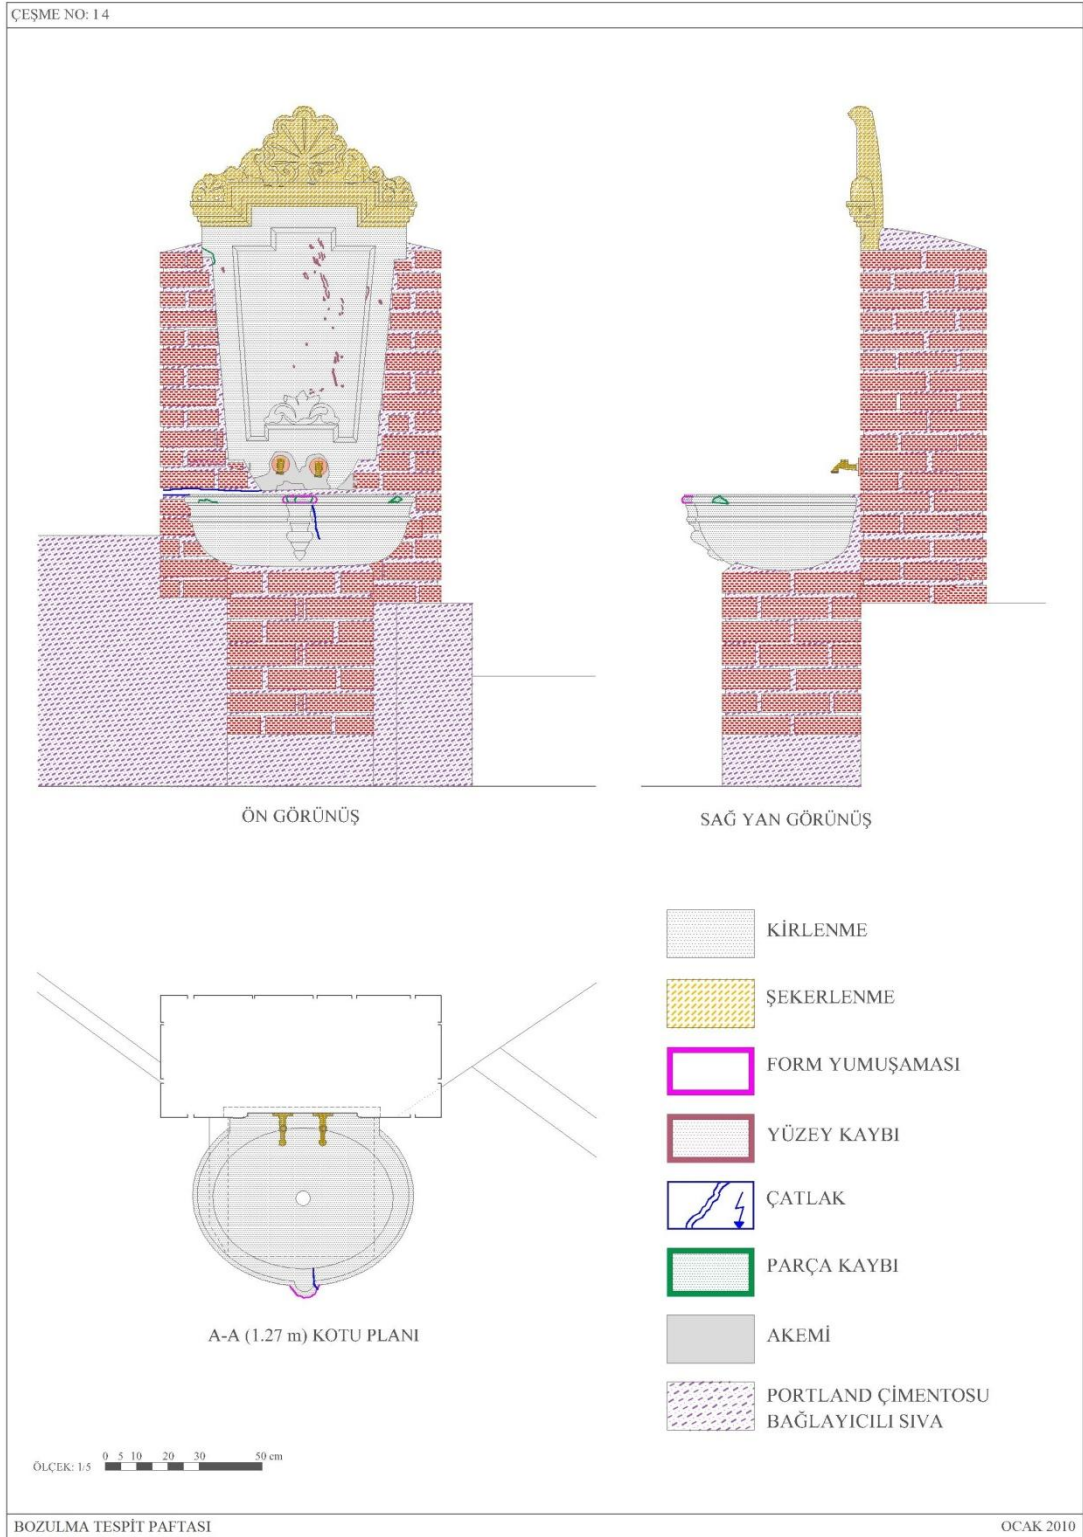 ÇEŞME NO: 14
ÖN GÖRÜNÜŞ
SAĞ YAN GÖRÜNÜŞ
KİRLENME
ŞEKERLENME
FORM YUMUŞAMASI
YÜZEY KAYBI
ÇATLAK
PARÇA KAYBI
AKEMİ
PORTLAND ÇİMENTOSU
BAĞLAYICILI SIVA
A-A (1.27 m) KOTU PLANI
0 5 10 20 30 50 cm
ÖLÇEK: 1/5
BOZULMA TESPİT PAFTASI
OCAK 2010